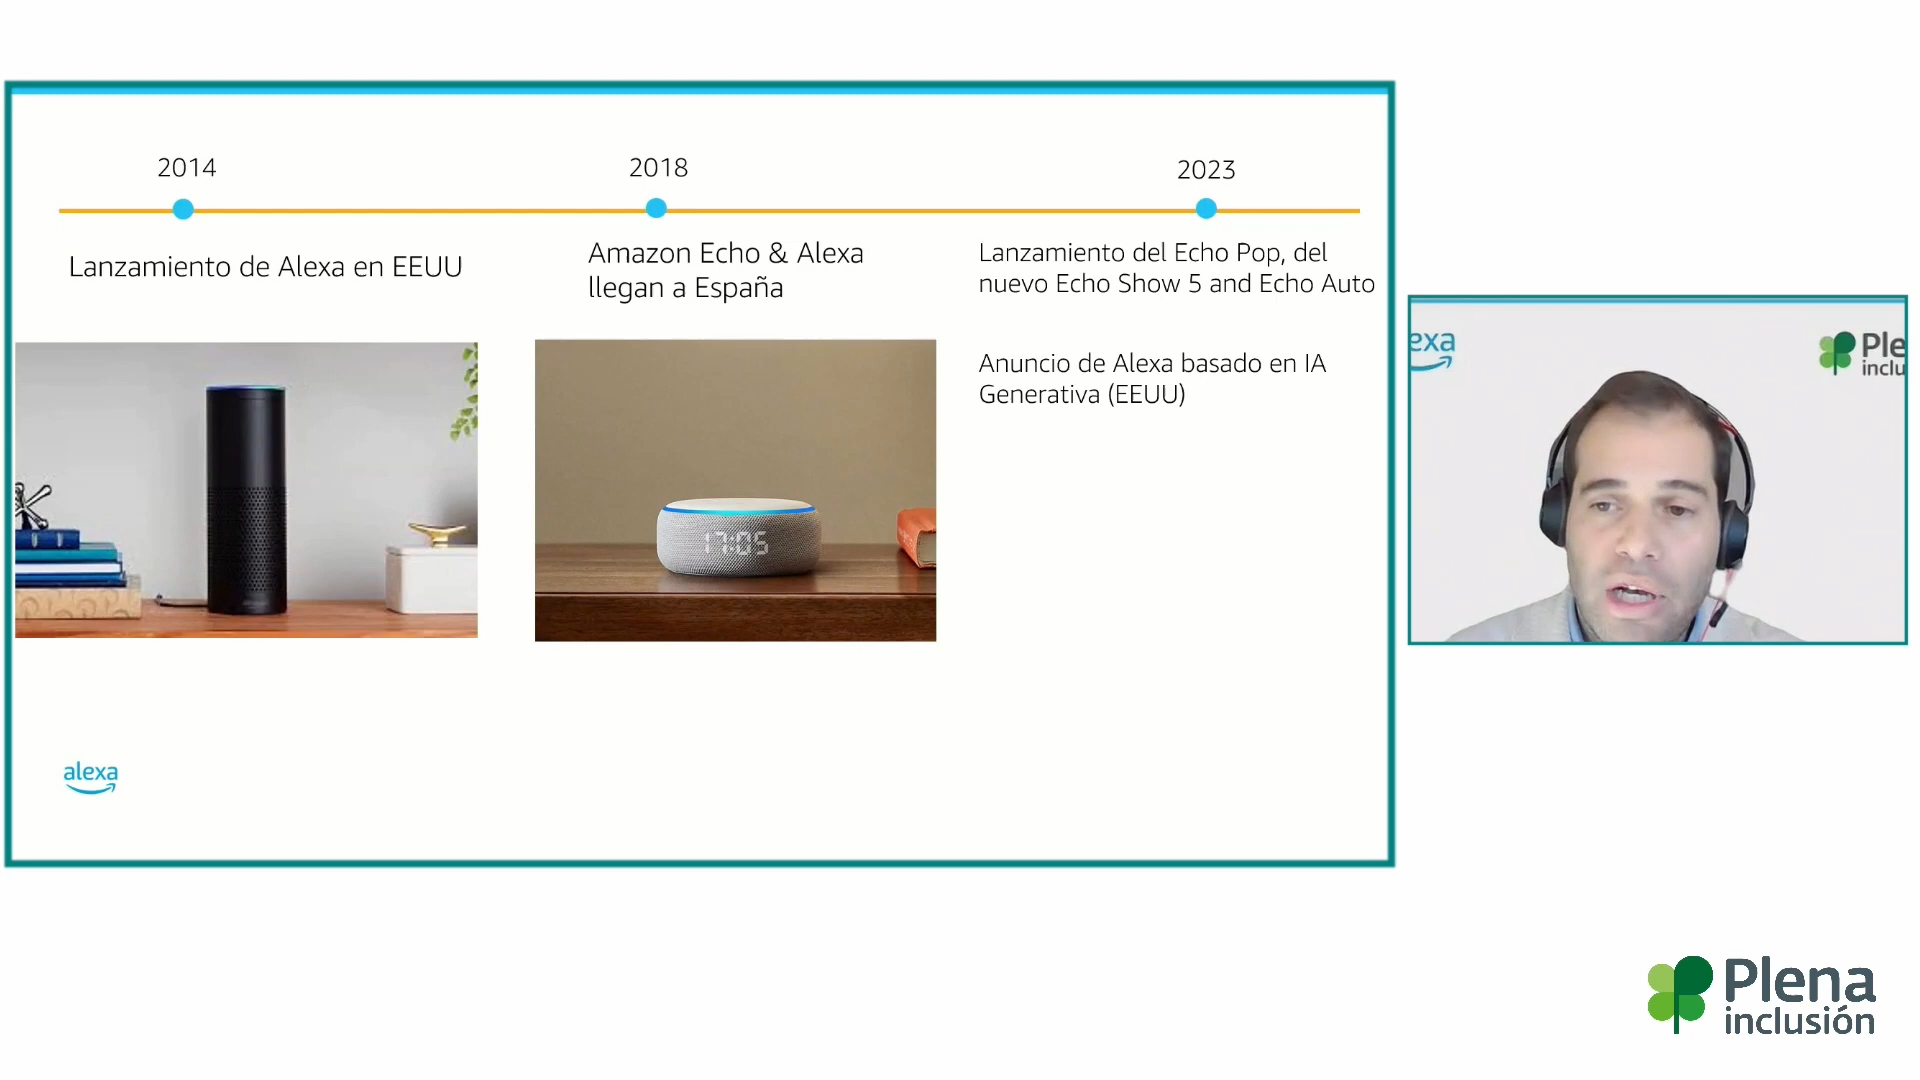 2014
2018
2023
Lanzamiento de Alexa en EEUU
Amazon Echo & Alexa
llegan a España
Lanzamiento del Echo Pop, del
nuevo Echo Show 5 and Echo Auto
Anuncio de Alexa basado en IA
Generativa (EEUU)
17:05
alexa
exa
Ple
inclu
Plena
inclusión